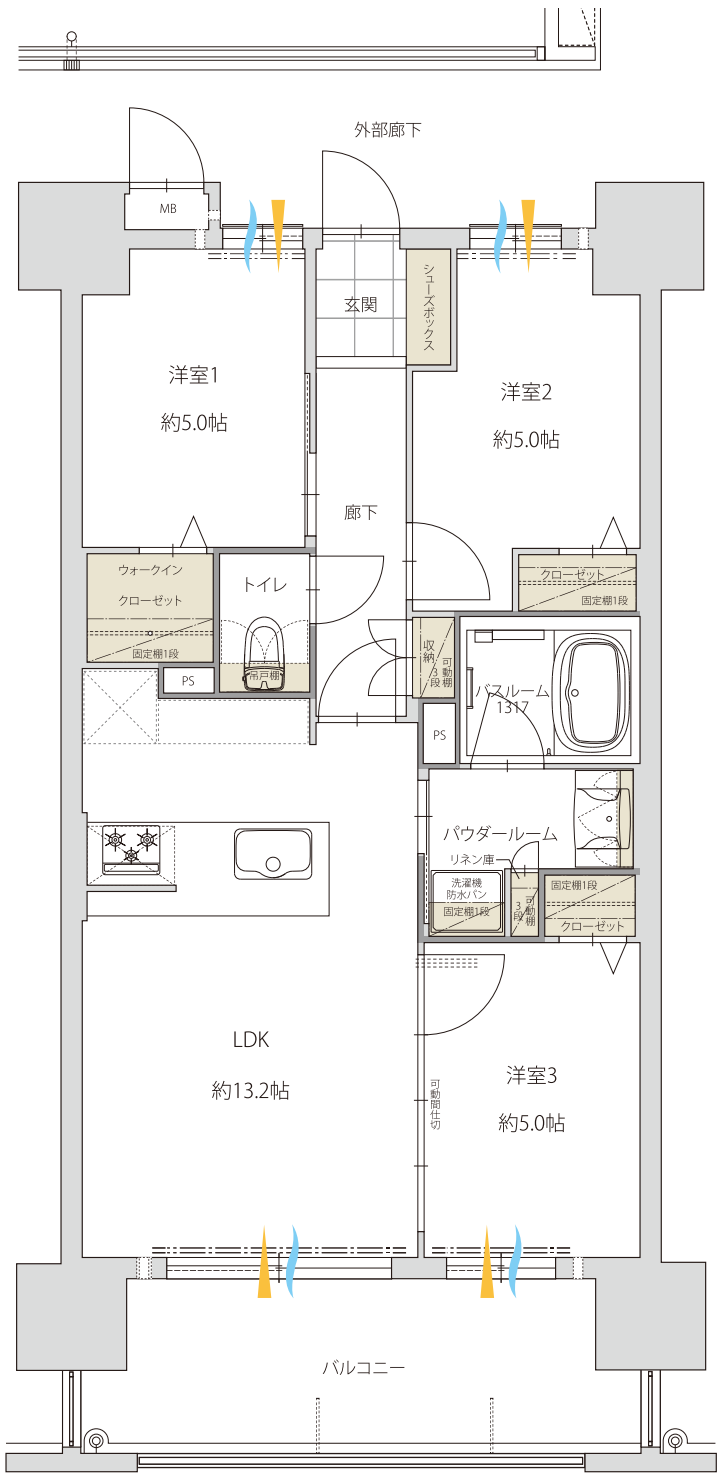 外部廊下
MB
玄関
シューズボックス
洋室1
約5.0帖
洋室2
約5.0帖
廊下
ウォークイン
クローゼット
固定棚1段
トイレ
吊戸棚
クローゼット
固定棚1段
収納
可動棚
3段
PS
PS
バスルーム
1317
パウダールーム
リネン庫
洗濯機
防水パン
固定棚1段
可動棚
3段
固定棚1段
クローゼット
LDK
約13.2帖
洋室3
約5.0帖
可動間仕切
バルコニー